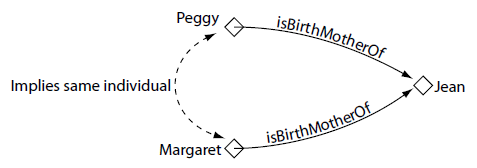 Peggy
isBirthMotherOf
Implies same individual
Jean
isBirthMotherOf
Margaret